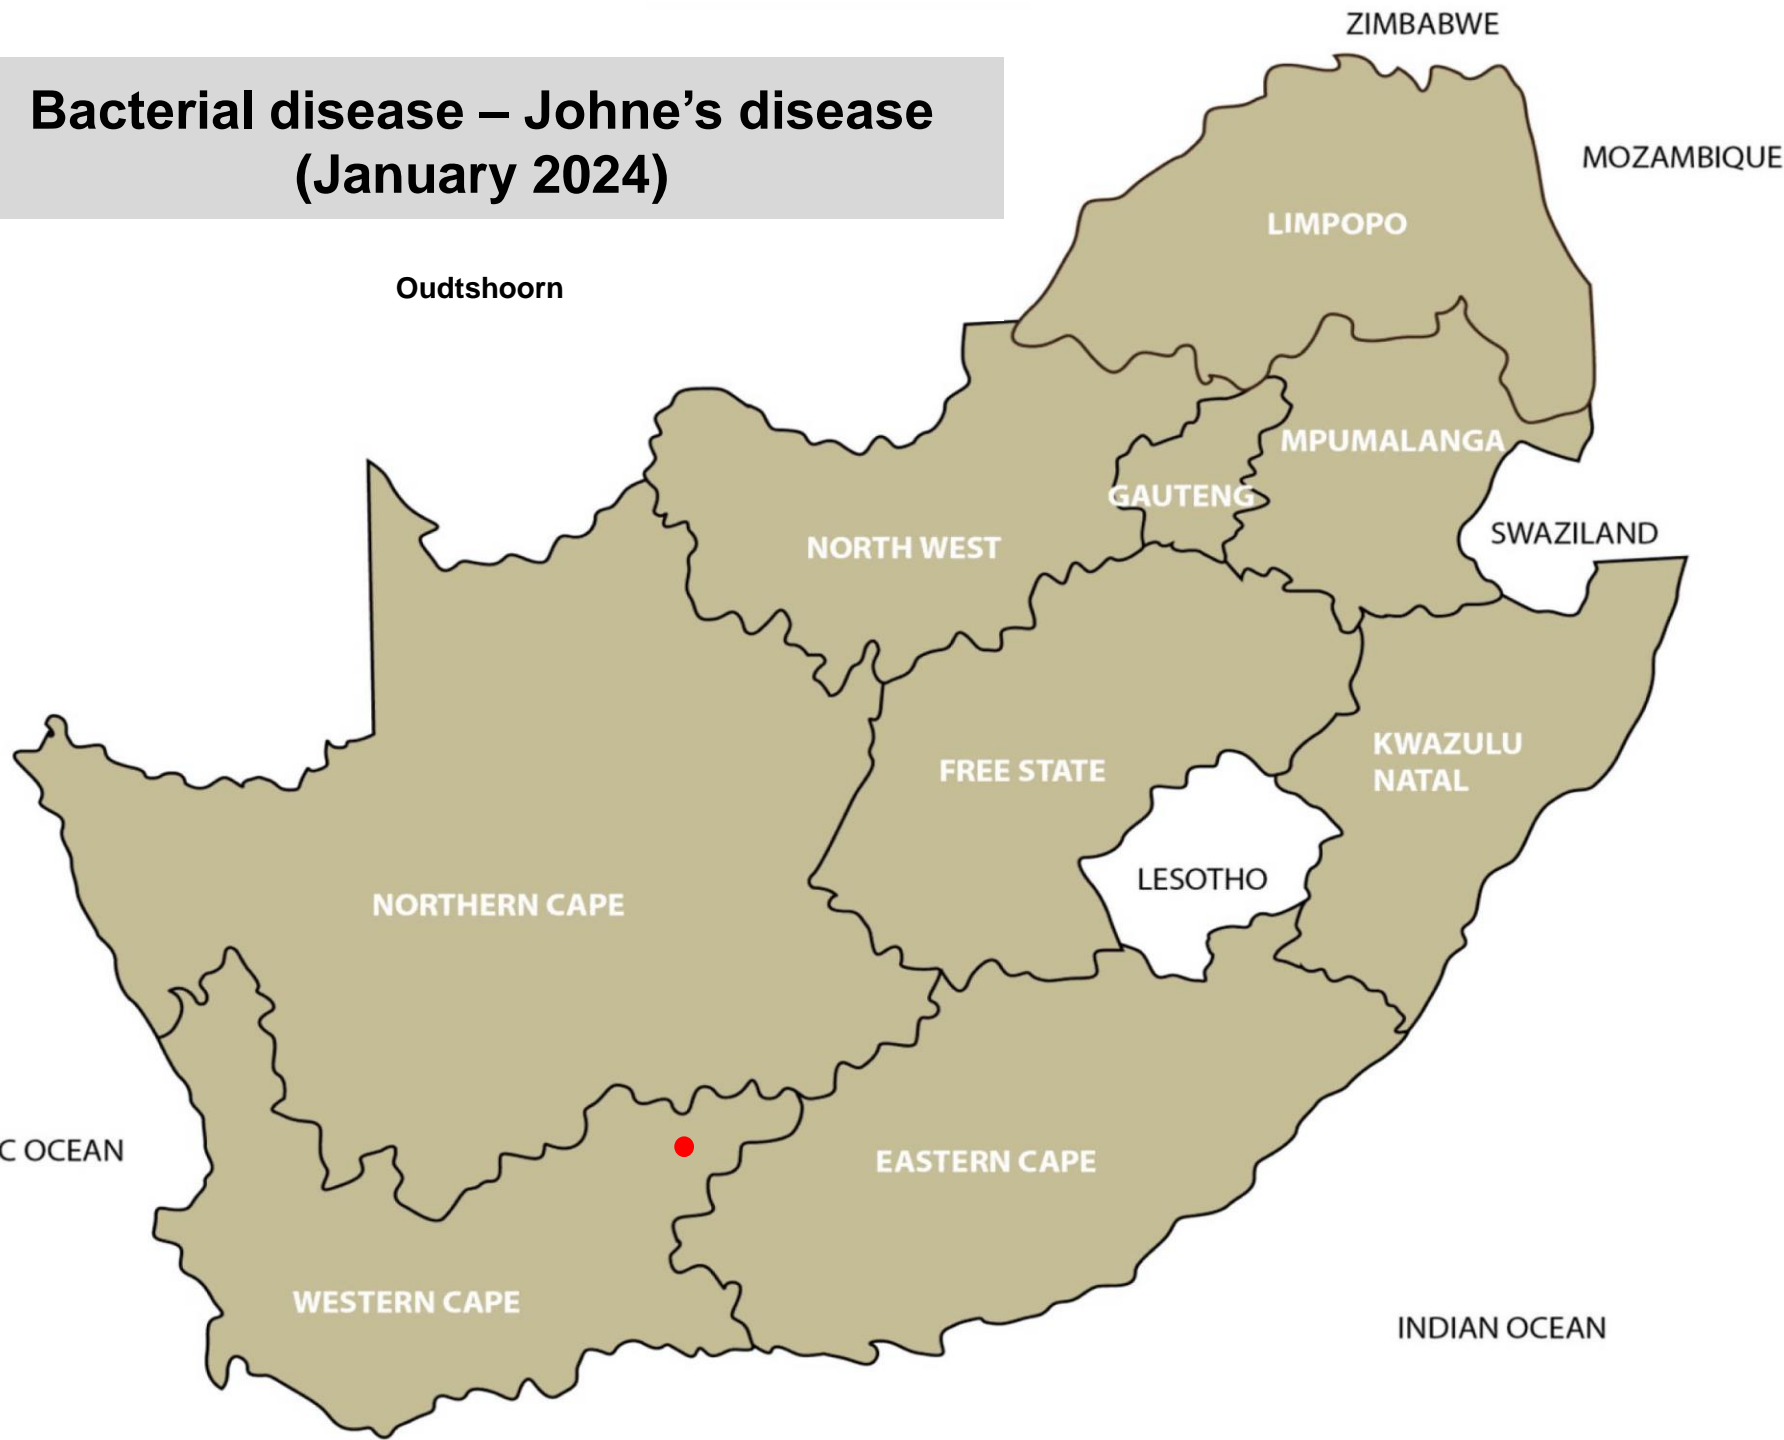 ZIMBABWE
Bacterial disease – Johne's disease
(January 2024)
MOZAMBIQUE
LIMPOPO
Oudtshoorn
MPUMALANGA
GAUTENG
SWAZILAND
NORTH WEST
KWAZULU
NATAL
FREE STATE
LESOTHO
NORTHERN CAPE
C OCEAN
EASTERN CAPE
WESTERN CAPE
INDIAN OCEAN